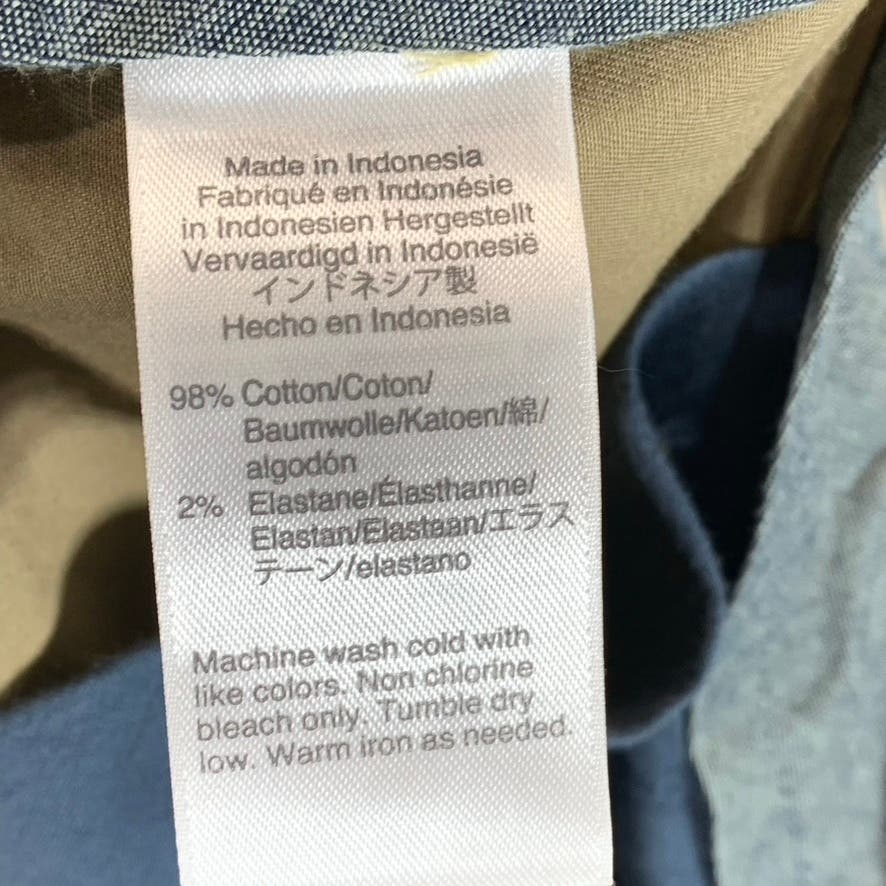 Made in Indonesia
Fabriqué en Indonésie
in Indonesien Hergestellt
Vervaardigd in Indonesië
インドネシア製
Hecho en Indonesia
98% Cotton/Coton/
Baumwolle/Katoen/綿/
algodón
2% Elastane/Élasthanne/
Elastan/Elastaan/エラス
テーン/elastano
Machine wash cold with
like colors. Non chlorine
bleach only. Tumble dry
low. Warm iron as needed.